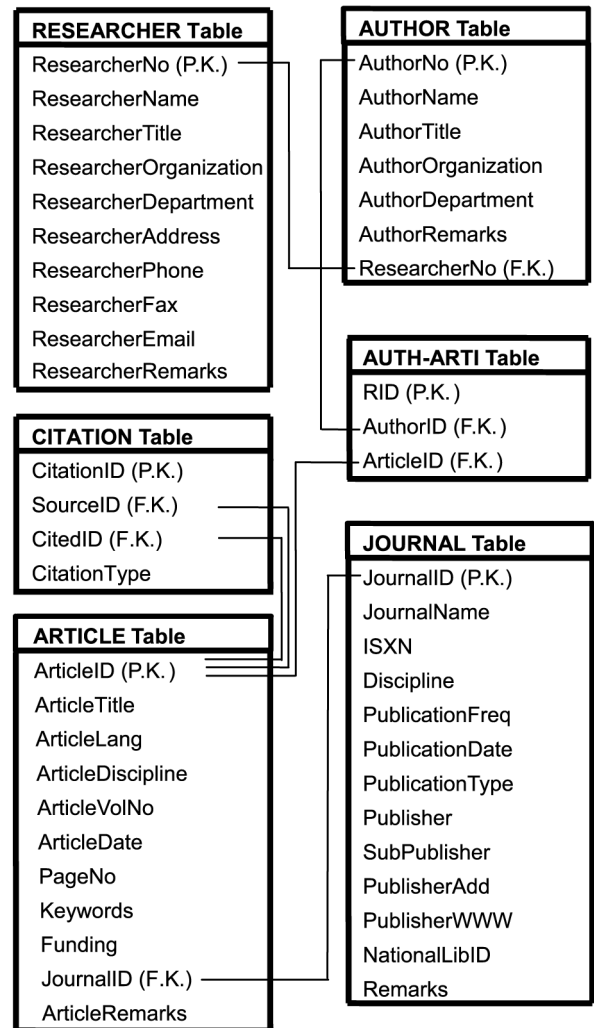 RESEARCHER Table
ResearcherNo (P.K.)
ResearcherName
ResearcherTitle
ResearcherOrganization
ResearcherDepartment
ResearcherAddress
ResearcherPhone
ResearcherFax
ResearcherEmail
ResearcherRemarks
AUTHOR Table
AuthorNo (P.K.)
AuthorName
AuthorTitle
AuthorOrganization
AuthorDepartment
AuthorRemarks
ResearcherNo (F.K.)
AUTH-ARTI Table
RID (P.K.)
AuthorID (F.K.)
ArticleID (F.K.)
CITATION Table
CitationID (P.K.)
SourceID (F.K.)
CitedID (F.K.)
CitationType
ARTICLE Table
ArticleID (P.K.)
ArticleTitle
ArticleLang
ArticleDiscipline
ArticleVolNo
ArticleDate
PageNo
Keywords
Funding
JournalID (F.K.)
ArticleRemarks
JOURNAL Table
JournalID (P.K.)
JournalName
ISXN
Discipline
PublicationFreq
PublicationDate
PublicationType
Publisher
SubPublisher
PublisherAdd
PublisherWWW
NationalLibID
Remarks